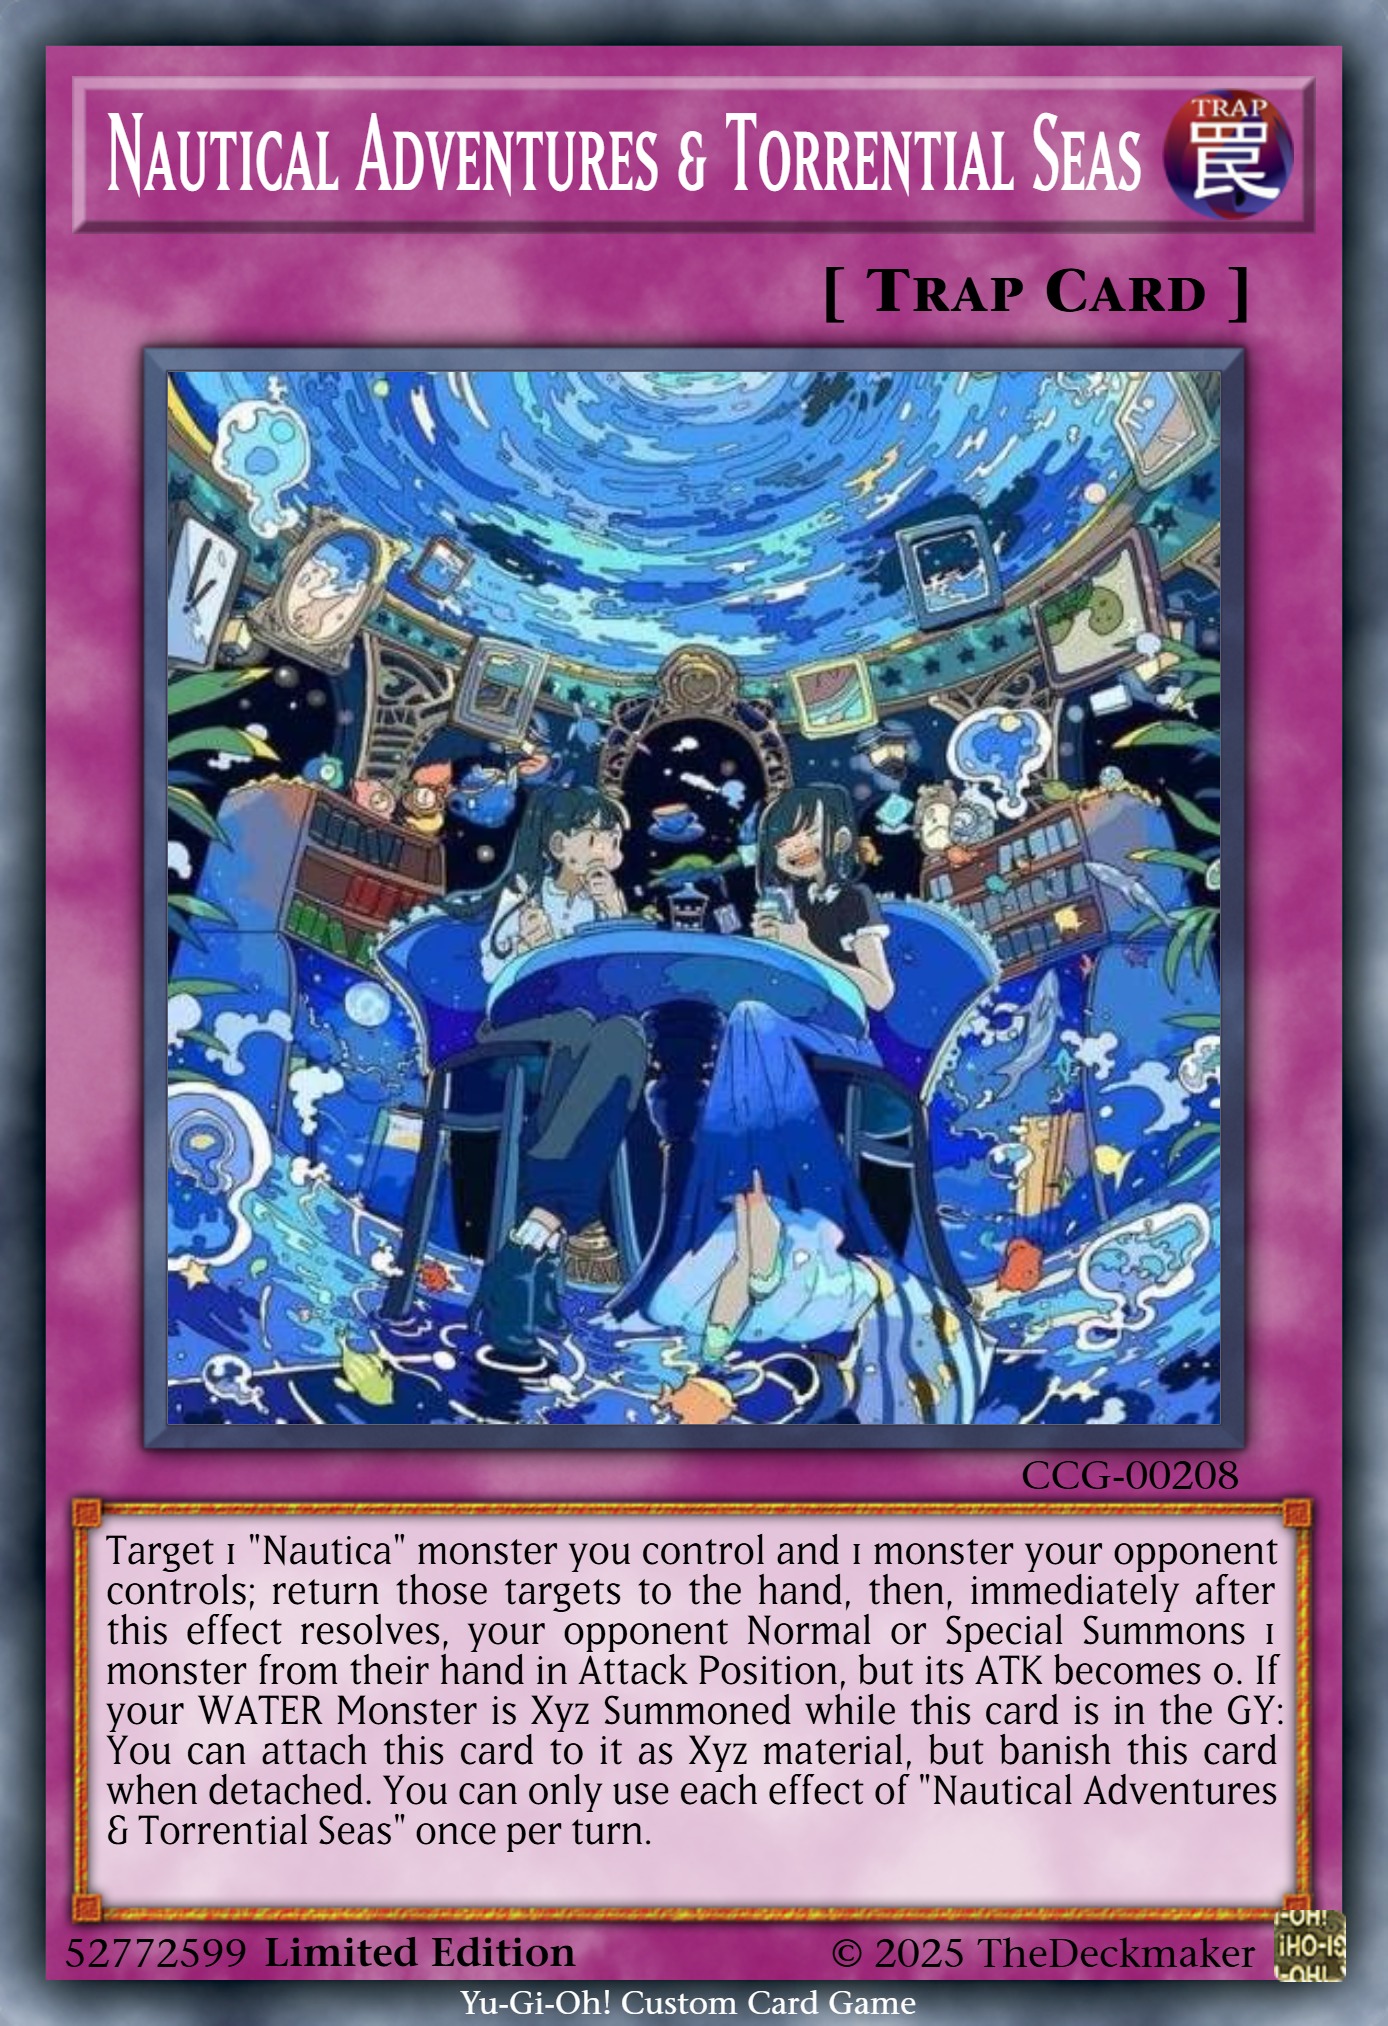 Nautical Adventures & Torrential Seas
TRAP
罠
[ Trap Card ]
CCG-00208
Target 1 "Nautica" monster you control and 1 monster your opponent
controls; return those targets to the hand, then, immediately after
this effect resolves, your opponent Normal or Special Summons 1
monster from their hand in Attack Position, but its ATK becomes 0. If
your WATER Monster is Xyz Summoned while this card is in the GY:
You can attach this card to it as Xyz material, but banish this card
when detached. You can only use each effect of "Nautical Adventures
& Torrential Seas" once per turn.
52772599 Limited Edition
© 2025 TheDeckmaker
Yu-Gi-Oh! Custom Card Game